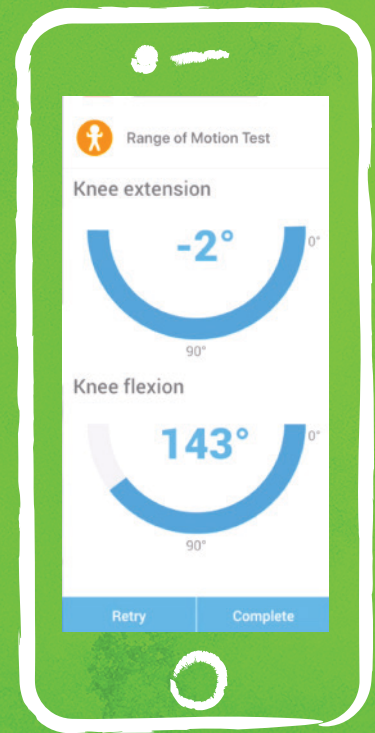 Range of Motion Test
Knee extension
-2°
0°
90°
Knee flexion
143°
0°
90°
Retry Complete